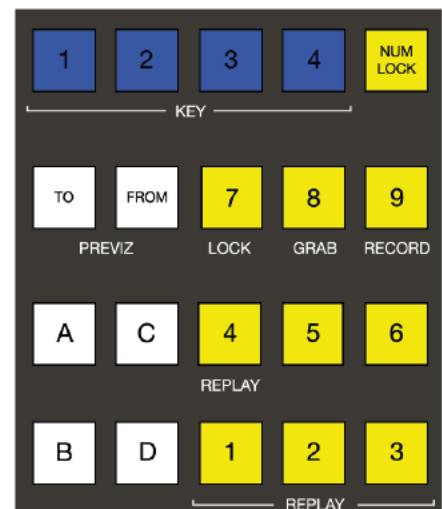 1 2 3 4 NUM LOCK
KEY
TO FROM 7 8 9
PREVIZ LOCK GRAB RECORD
A C 4 5 6
REPLAY
B D 1 2 3
REPLAY